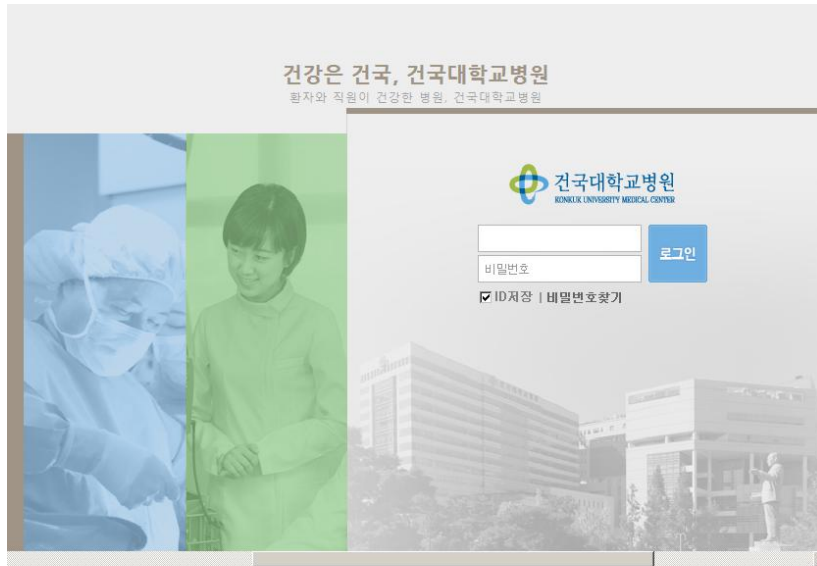 건강은 건국, 건국대학교병원
환자와 직원이 건강한 병원, 건국대학교병원
건국대학교병원
KONKUK UNIVERSITY MEDICAL CENTER
비밀번호
로그인
ID저장 | 비밀번호찾기